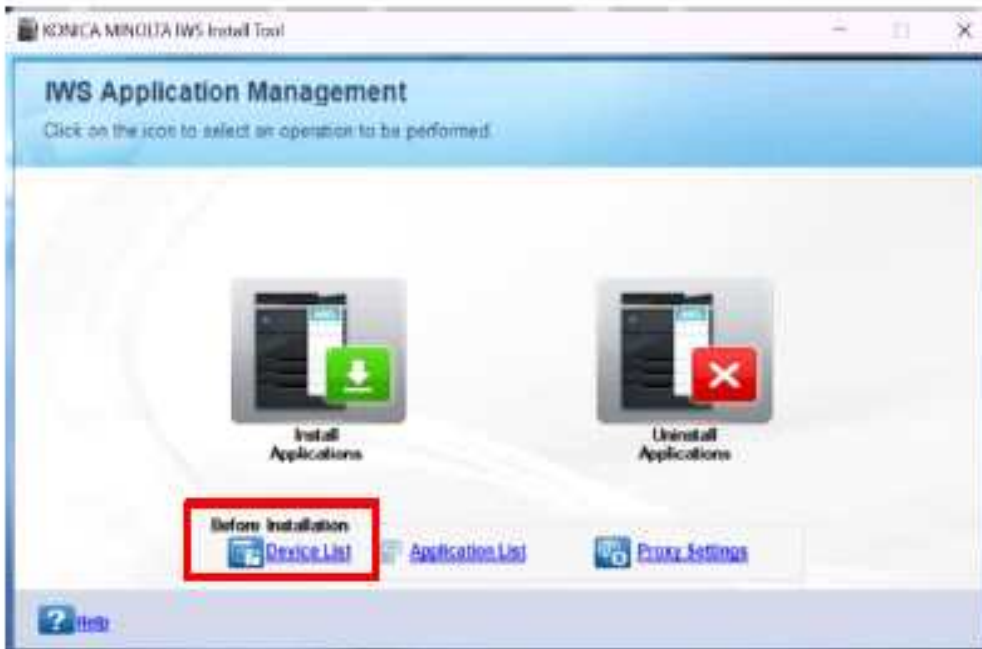 KONICA MINOLTA IWS Install Tool
IWS Application Management
Click on the icon to select an operation to be performed.
Install
Applications
Uninstall
Applications
Before Installation
Device List
Application List
Proxy Settings
Help